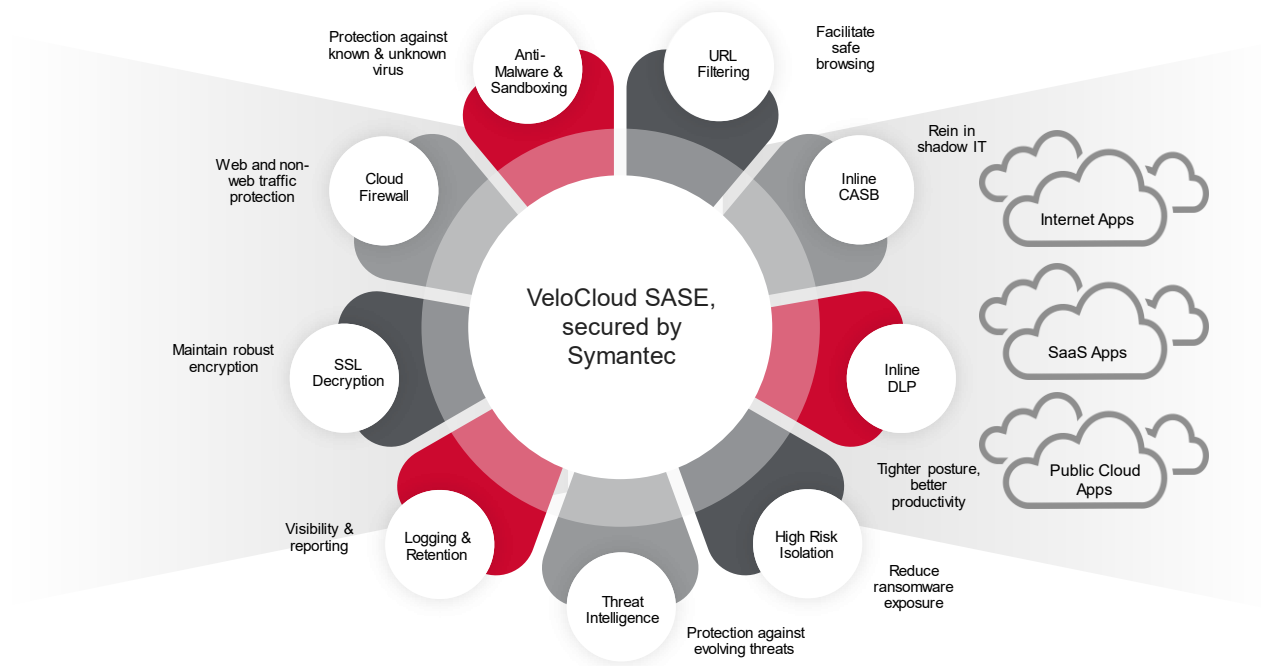 Protection against
known & unknown
virus
Anti-
Malware &
Sandboxing
URL
Filtering
Facilitate
safe
browsing
Web and non-
web traffic
protection
Cloud
Firewall
Inline
CASB
Rein in
shadow IT
Internet Apps
VeloCloud SASE,
secured by
Symantec
Maintain robust
encryption
SSL
Decryption
Inline
DLP
SaaS Apps
Tighter posture,
better
productivity
Public Cloud
Apps
Visibility &
reporting
Logging &
Retention
High Risk
Isolation
Reduce
ransomware
exposure
Threat
Intelligence
Protection against
evolving threats